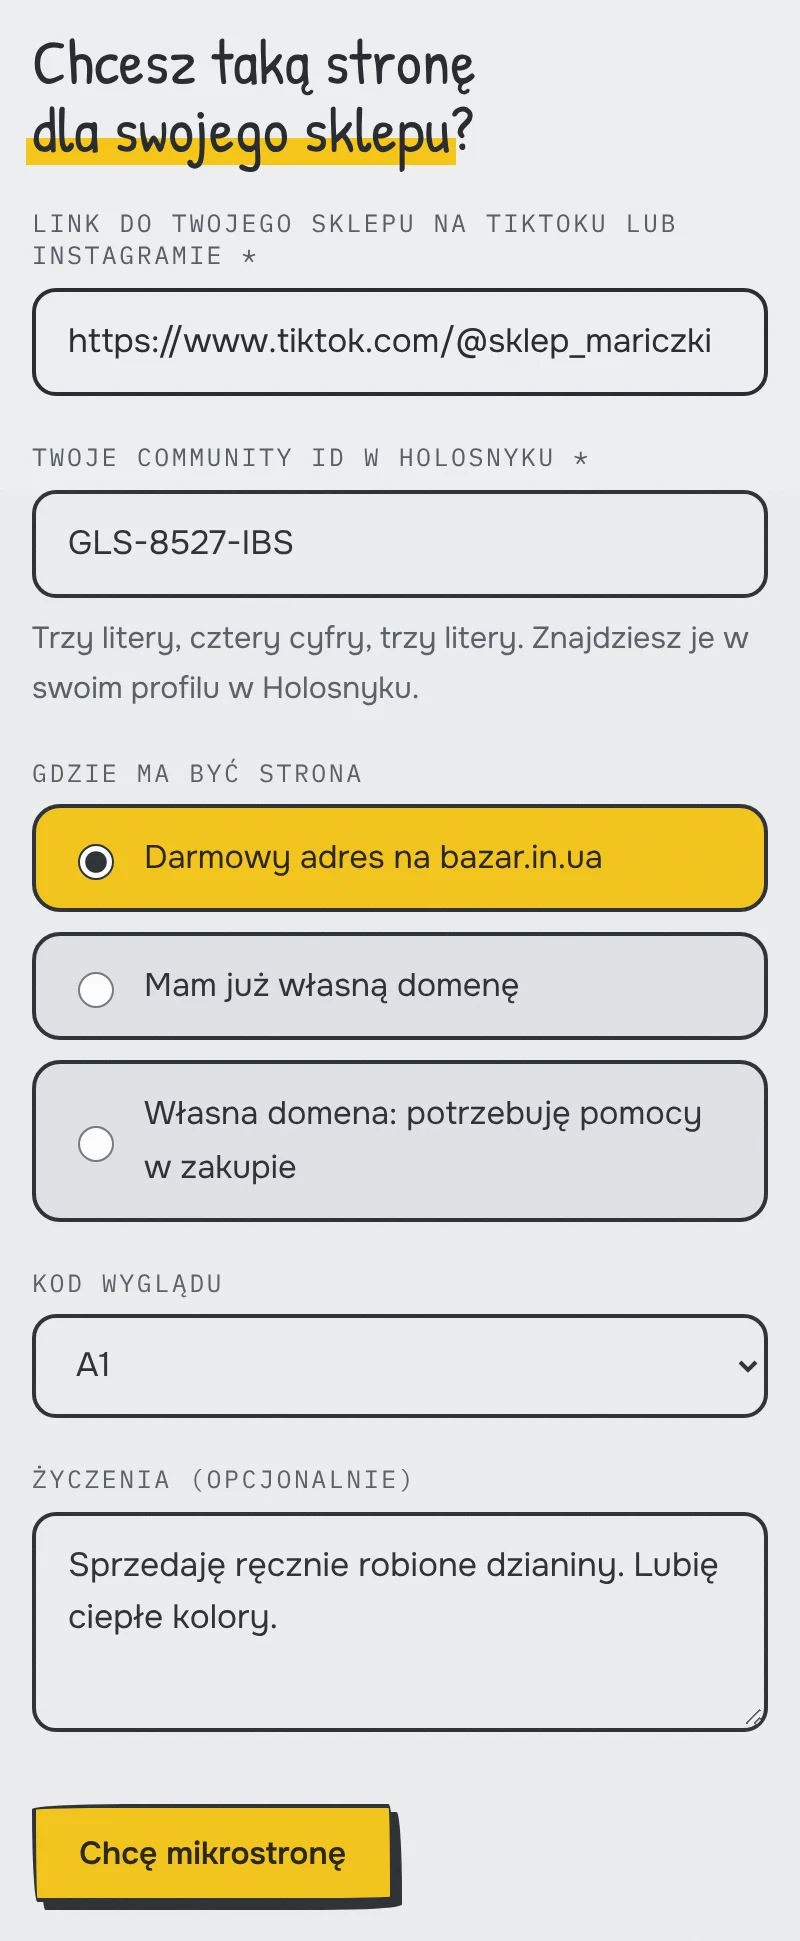 Chcesz taką stronę
dla swojego sklepu?
LINK DO TWOJEGO SKLEPU NA TIKTOKU LUB
INSTAGRAMIE *
https://www.tiktok.com/@sklep_mariczki
TWOJE COMMUNITY ID W HOLOSNYKU *
GLS-8527-IBS
Trzy litery, cztery cyfry, trzy litery. Znajdziesz je w
swoim profilu w Holosnyku.
GDZIE MA BYĆ STRONA
Darmowy adres na bazar.in.ua
Mam już własną domenę
Własna domena: potrzebuję pomocy
w zakupie
KOD WYGLĄDU
A1
ŻYCZENIA (OPCJONALNIE)
Sprzedaję ręcznie robione dzianiny. Lubię
ciepłe kolory.
Chcę mikrostronę